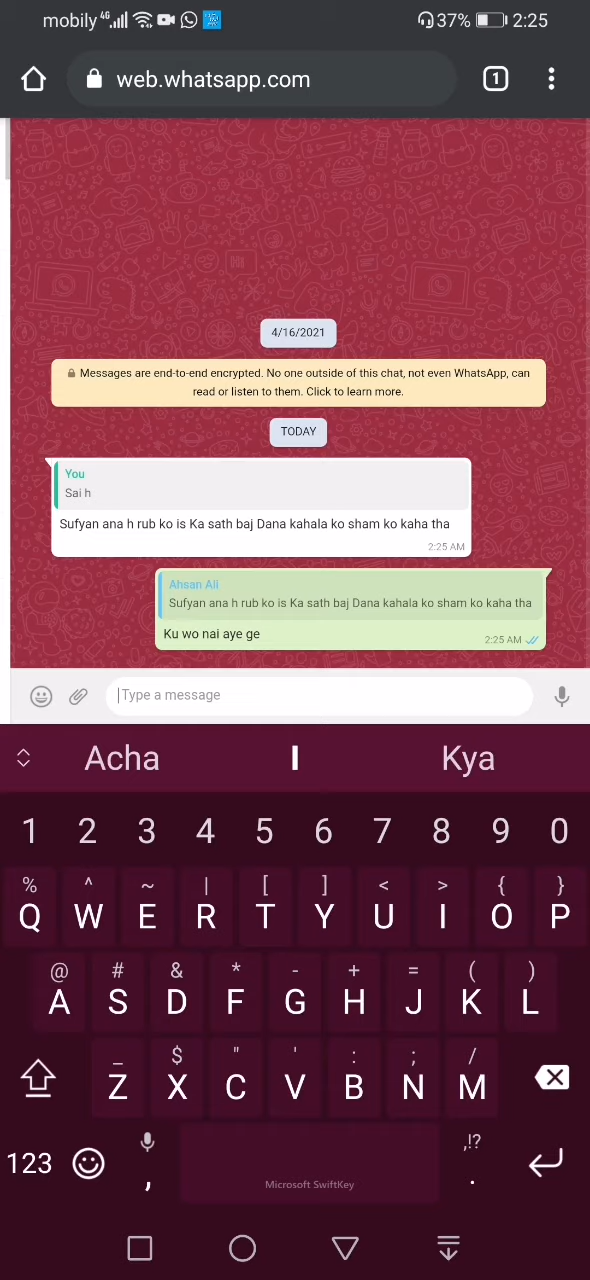 mobily 4G 37% 2:25
web.whatsapp.com 1
4/16/2021
Messages are end-to-end encrypted. No one outside of this chat, not even WhatsApp, can
read or listen to them. Click to learn more.
TODAY
You
Sai h
Sufyan ana h rub ko is Ka sath baj Dana kahala ko sham ko kaha tha
2:25 AM
Ahsan Ali
Sufyan ana h rub ko is Ka sath baj Dana kahala ko sham ko kaha tha
Ku wo nai aye ge
2:25 AM
Type a message
Acha I Kya
1 2 3 4 5 6 7 8 9 0
% ^ ~ | [ ] < > { }
Q W E R T Y U I O P
@ # & * - + = ( )
A S D F G H J K L
_ $ " ' : ; /
Z X C V B N M
,!?
123 , .
Microsoft SwiftKey